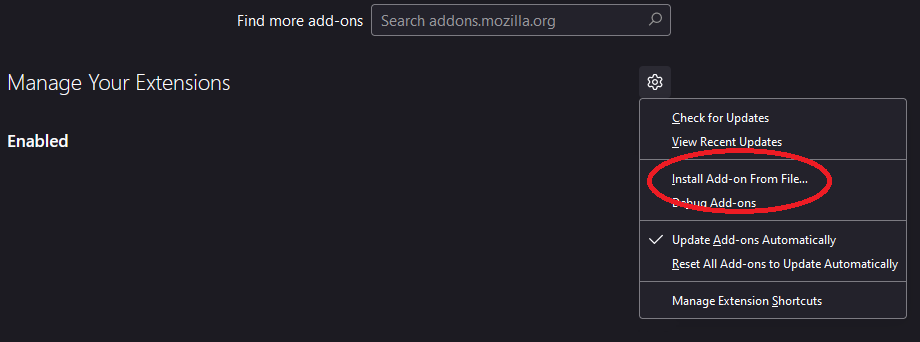 Find more add-ons
Search addons.mozilla.org
Manage Your Extensions
Enabled
Check for Updates
View Recent Updates
Install Add-on From File...
Debug Add-ons
Update Add-ons Automatically
Reset All Add-ons to Update Automatically
Manage Extension Shortcuts